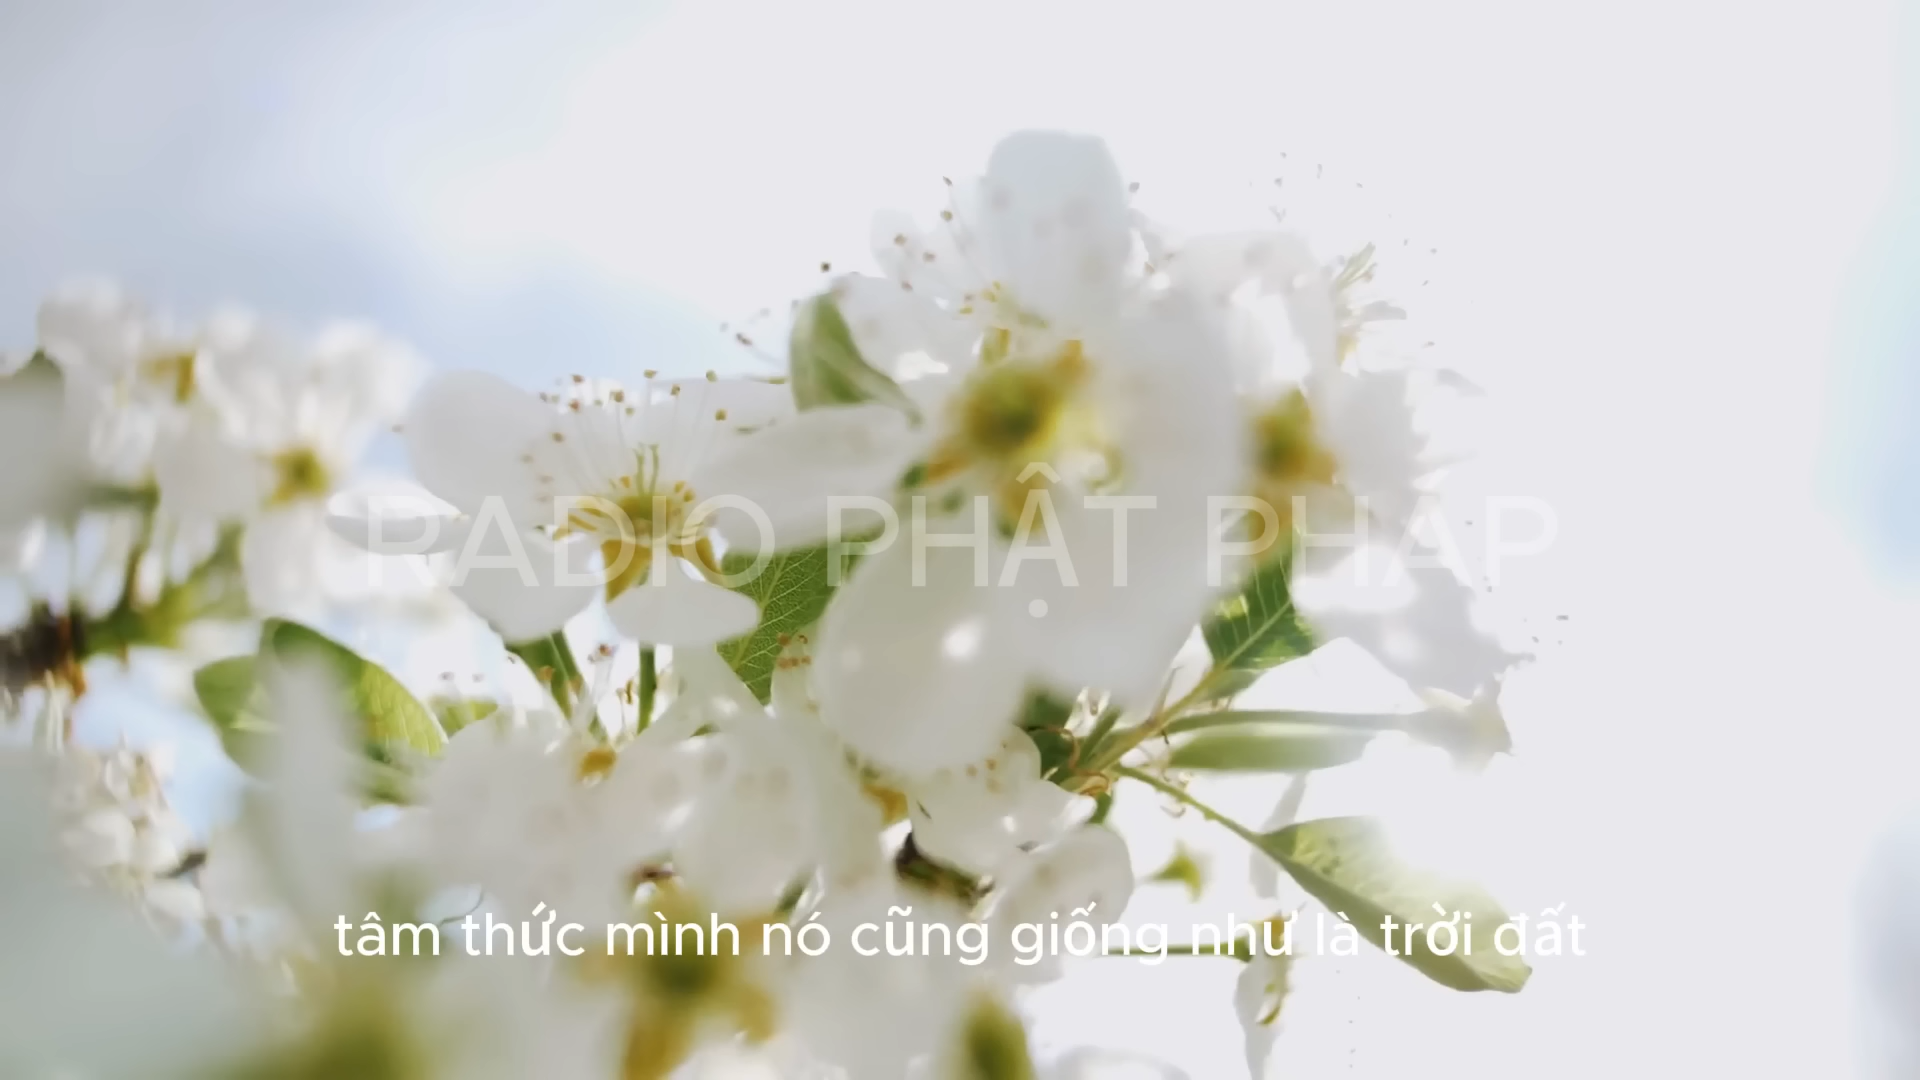 RADIO PHẬT PHÁP
tâm thức mình nó cũng giống như là trời đất